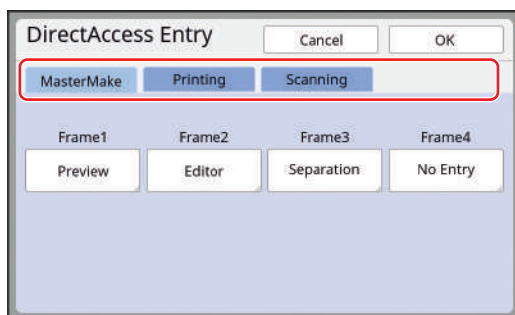 DirectAccess Entry Cancel OK
MasterMake Printing Scanning
Frame1 Frame2 Frame3 Frame4
Preview Editor Separation No Entry